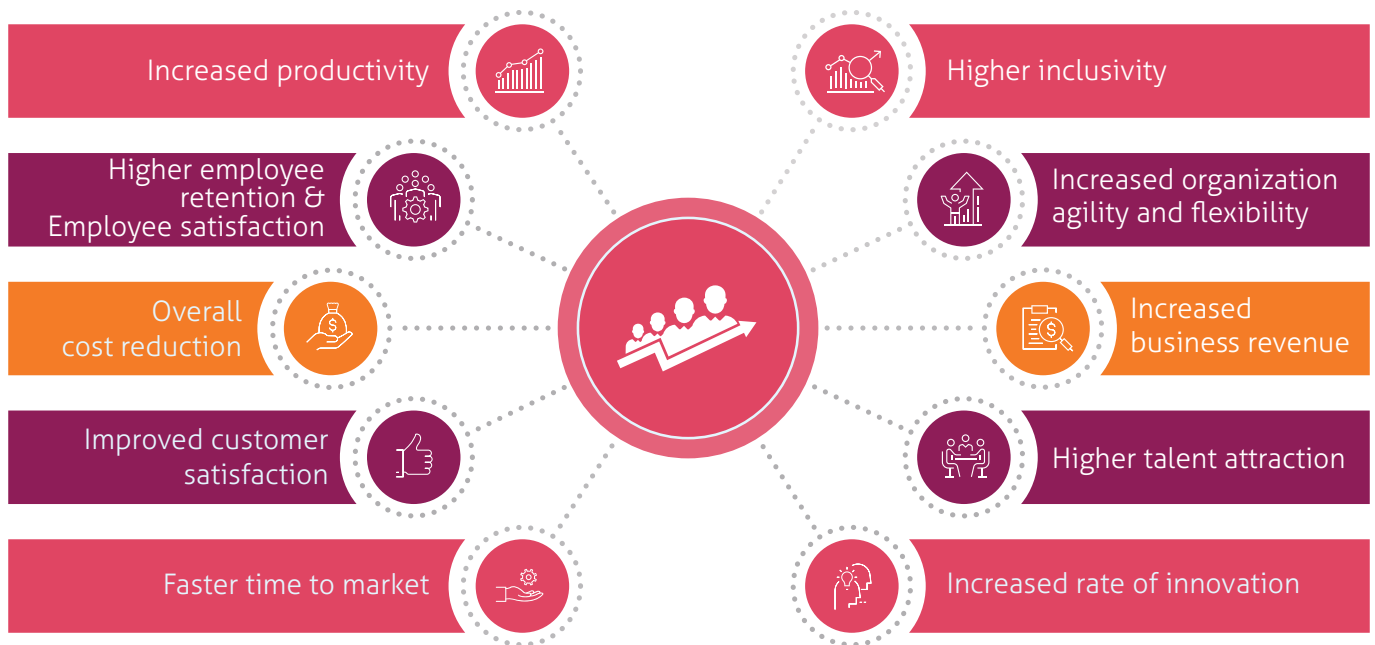 Increased productivity
Higher employee
retention &
Employee satisfaction
Overall
cost reduction
Improved customer
satisfaction
Faster time to market
Higher inclusivity
Increased organization
agility and flexibility
Increased
business revenue
Higher talent attraction
Increased rate of innovation
$
$